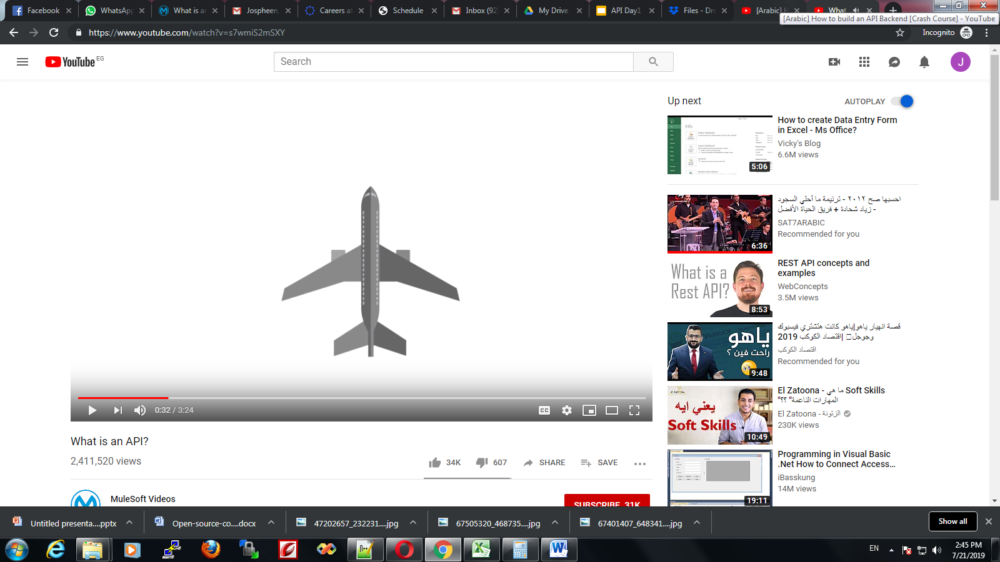 Facebook
WhatsApp
What is an
Jospheen,
Careers at
Schedule
Inbox (92)
My Drive
API Day1
Files - Dro
[Arabic] H
What
[Arabic] How to build an API Backend [Crash Course] - YouTube
https://www.youtube.com/watch?v=s7wmiS2mSXY
Incognito
YouTube EG
Search
J
Up next
AUTOPLAY
How to create Data Entry Form
in Excel - Ms Office?
Vicky's Blog
6.6M views
Info
5:06
احسبها صح ٢٠١٢ - ترنيمة ما أحلي السجود
- زياد شحادة + فريق الحياة الأفضل
SAT7ARABIC
Recommended for you
6:36
What is a
Rest API?
8:53
REST API concepts and
examples
WebConcepts
3.5M views
ياهو
راحت فين ؟
9:48
قصة انهيار ياهو|ياهو كانت هتشتري فيسبوك
وجوجل| اقتصاد الكوكب 2019
اقتصاد الكوكب
Recommended for you
يعني ايه
Soft Skills
10:49
El Zatoona - ما هي Soft Skills
"المهارات الناعمة" ؟؟
El Zatoona - الزتونة
230K views
19:11
Programming in Visual Basic
.Net How to Connect Access...
iBasskung
14M views
0:32 / 3:24
CC
What is an API?
2,411,520 views
34K
607
SHARE
SAVE
MuleSoft Videos
SUBSCRIBE 31K
Untitled presenta....pptx
Open-source-co....docx
47202657_232231....jpg
67505320_468735....jpg
67401407_648341....jpg
Show all
EN
2:45 PM
7/21/2019